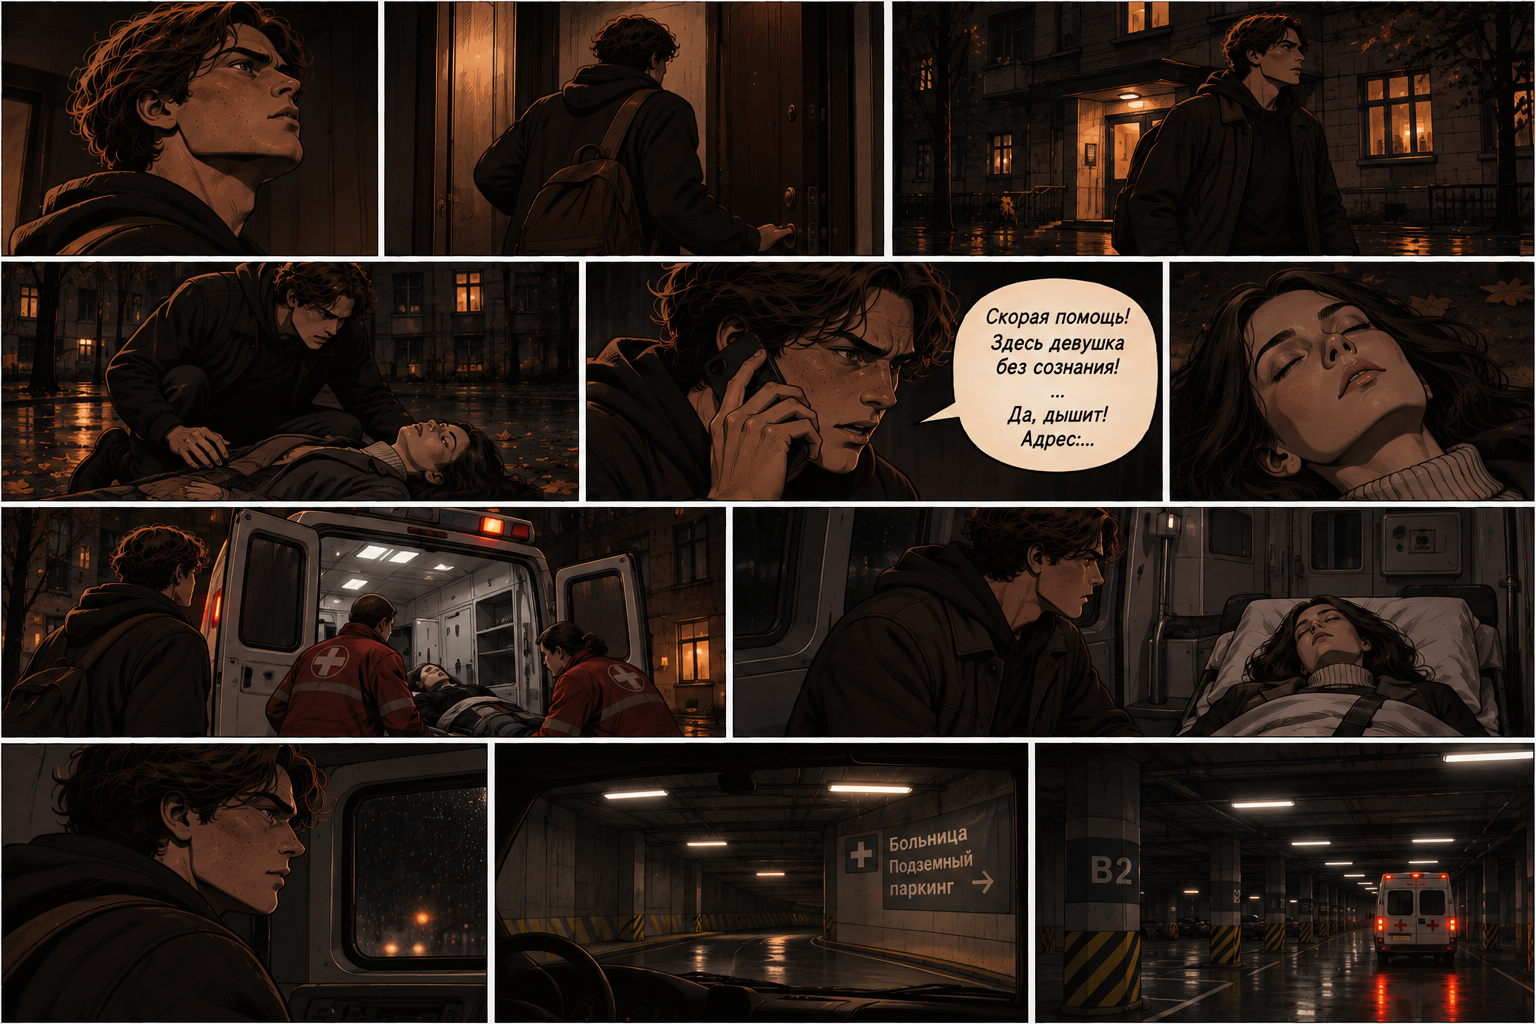 Скорая помощь!
Здесь девушка
без сознания!
...
Да, дышит!
Адрес:...
Больница
Подземный
паркинг →
B2